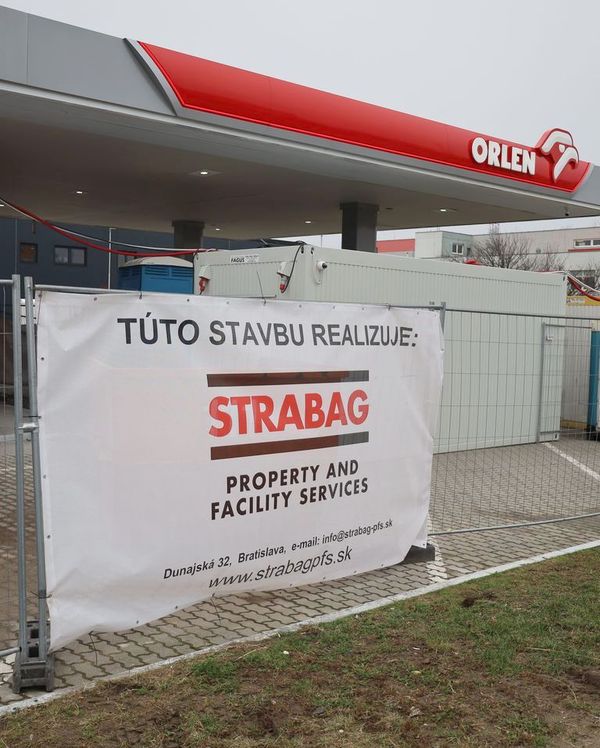 ORLEN
FAGUS
TÚTO STAVBU REALIZUJE:
STRABAG
PROPERTY AND
FACILITY SERVICES
Dunajská 32, Bratislava, e-mail: info@strabag-pfs.sk
www.strabagpfs.sk